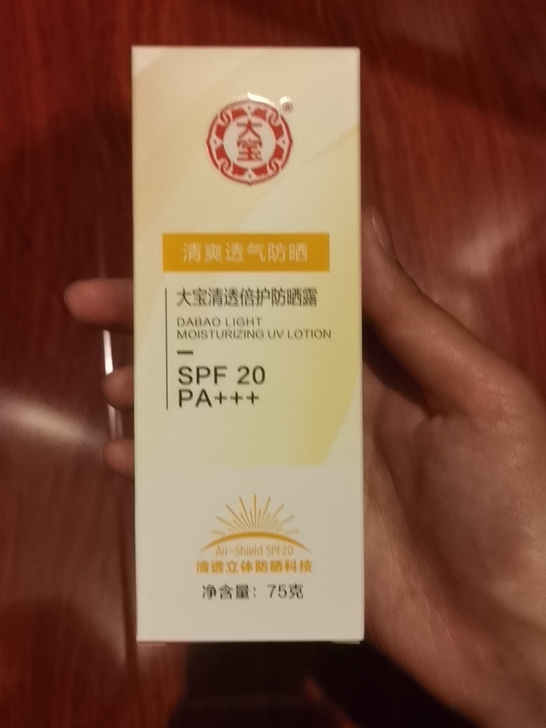 大宝
®
清爽透气防晒
大宝清透倍护防晒露
DABAO LIGHT
MOISTURIZING UV LOTION
SPF 20
PA+++
Air-Shield SPF20
清透立体防晒科技
净含量：75克